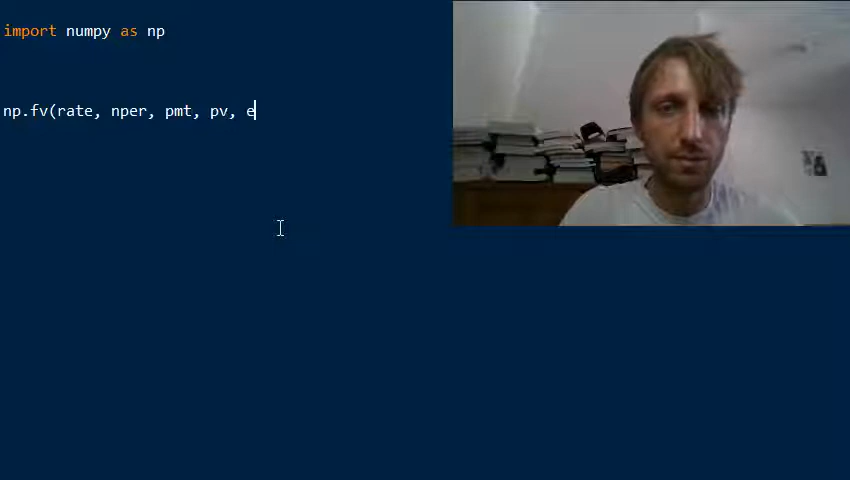 import numpy as np
np.fv(rate, nper, pmt, pv, e